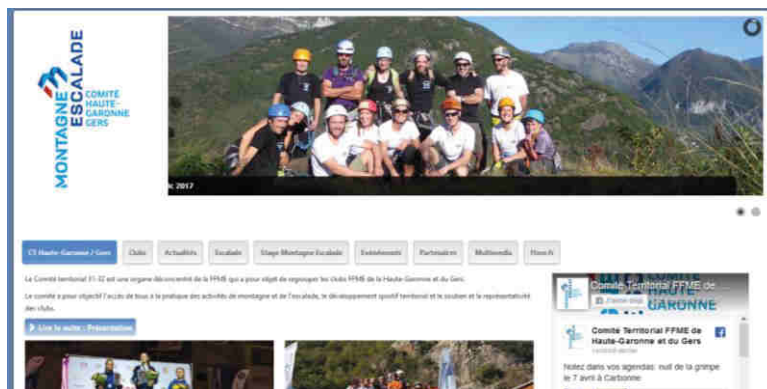 MONTAGNE
ESCALADE
COMITÉ
HAUTE-
GARONNE
GERS
2017
CT Haute-Garonne / Gers Clubs Actualités Escalade Stage Montagne Escalade Evénements Partenaires Multimedia
Le Comité territorial 31-32 est une organe déconcentré de la FFME qui a pour objet de regrouper les clubs FFME de la Haute-Garonne et du Gers.
Le comité a pour objectif l'accès de tous à la pratique des activités de montagne et de l'escalade, le développement sportif territorial et le soutien et la représentativité
des clubs.
Lire la suite : Présentation
Comité Territorial FFME de
HAUTE-
GARONNE
Comité Territorial FFME de
Haute-Garonne et du Gers
Notez dans vos agendas: nuit de la grimpe
le 7 avril à Carbonne